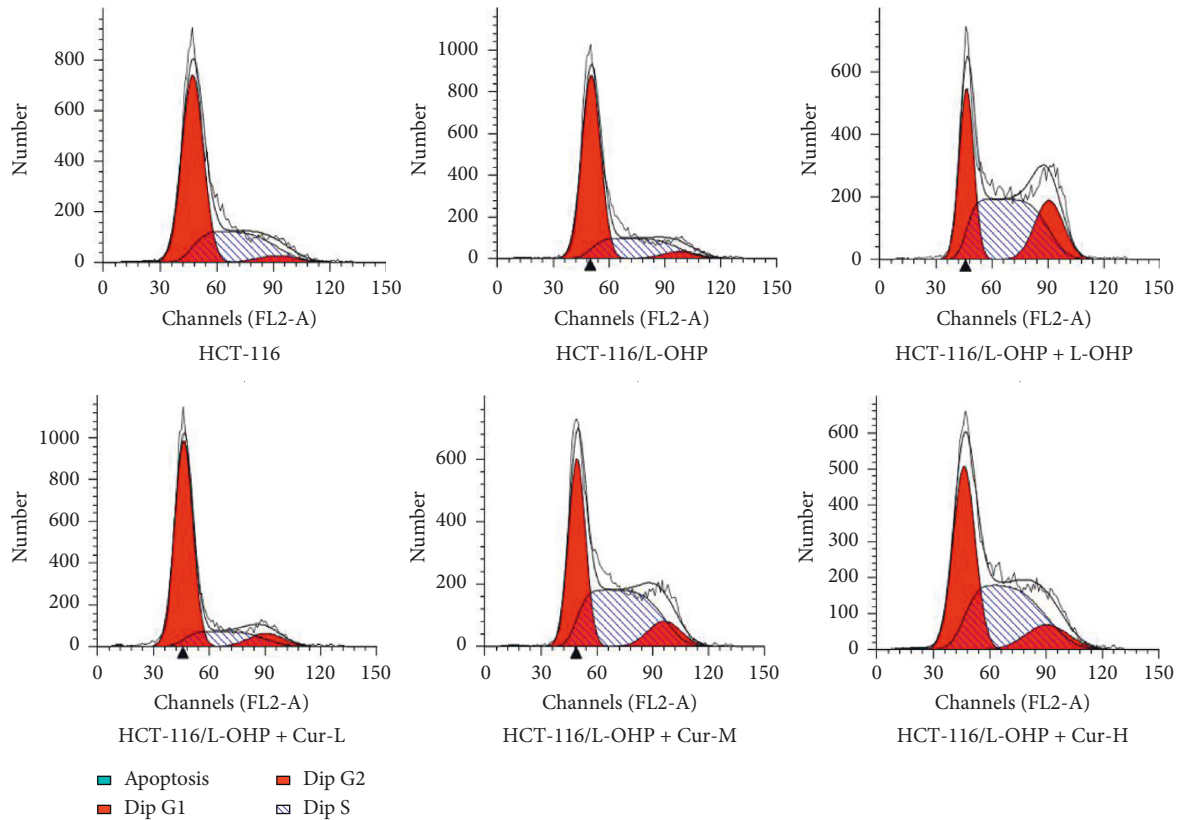 Number
800
600
400
200
0
0 30 60 90 120 150
Channels (FL2-A)
HCT-116
Number
1000
800
600
400
200
0
0 30 60 90 120 150
Channels (FL2-A)
HCT-116/L-OHP
Number
600
400
200
0
0 30 60 90 120 150
Channels (FL2-A)
HCT-116/L-OHP + L-OHP
Number
1000
800
600
400
200
0
0 30 60 90 120 150
Channels (FL2-A)
HCT-116/L-OHP + Cur-L
Number
600
400
200
0
0 30 60 90 120 150
Channels (FL2-A)
HCT-116/L-OHP + Cur-M
Number
600
500
400
300
200
100
0
0 30 60 90 120 150
Channels (FL2-A)
HCT-116/L-OHP + Cur-H
Apoptosis
Dip G1
Dip G2
Dip S